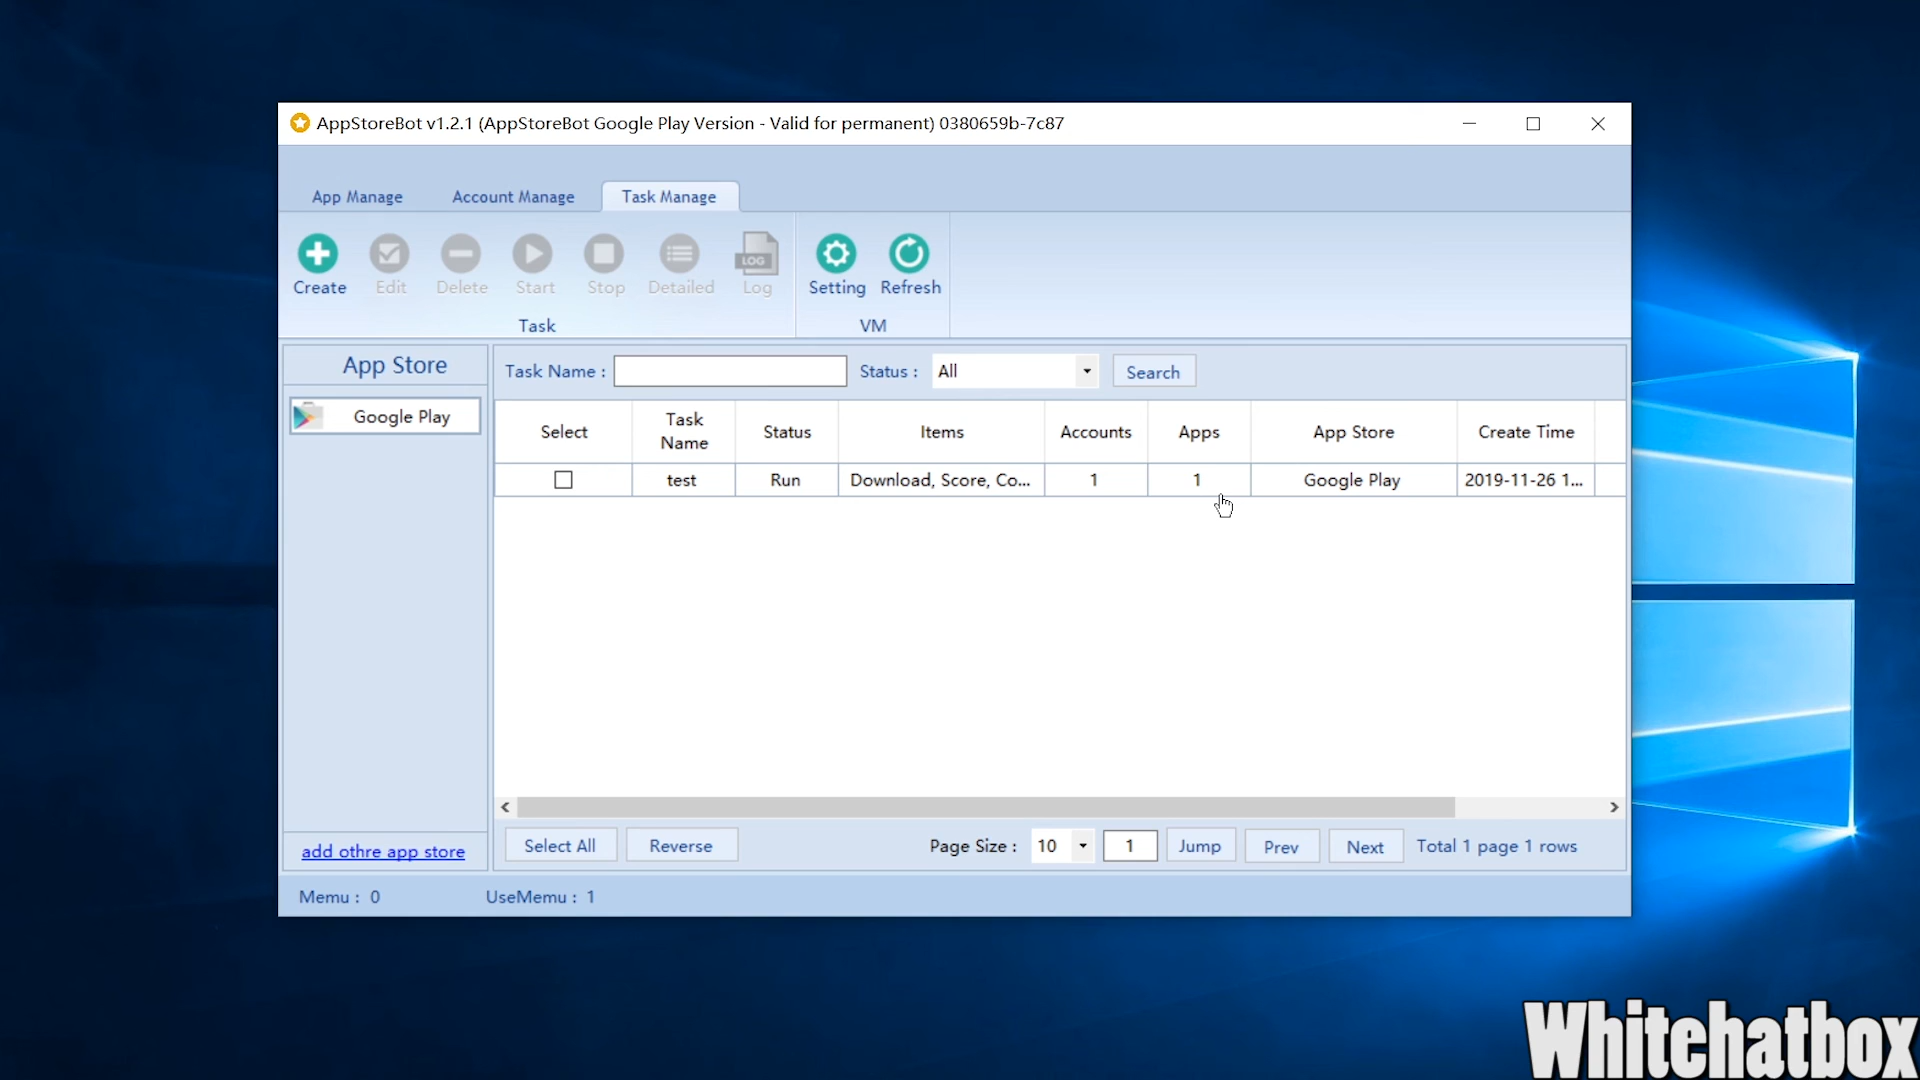 AppStoreBot v1.2.1 (AppStoreBot Google Play Version - Valid for permanent) 0380659b-7c87
App Manage Account Manage Task Manage
Create Edit Delete Start Stop Detailed LOG Log Setting Refresh
Task VM
App Store
Google Play
add othre app store
Task Name : Status : All Search
Select Task Name Status Items Accounts Apps App Store Create Time
test Run Download, Score, Co... 1 1 Google Play 2019-11-26 1...
Select All Reverse Page Size : 10 1 Jump Prev Next Total 1 page 1 rows
Memu : 0 UseMemu : 1
Whitehatbox